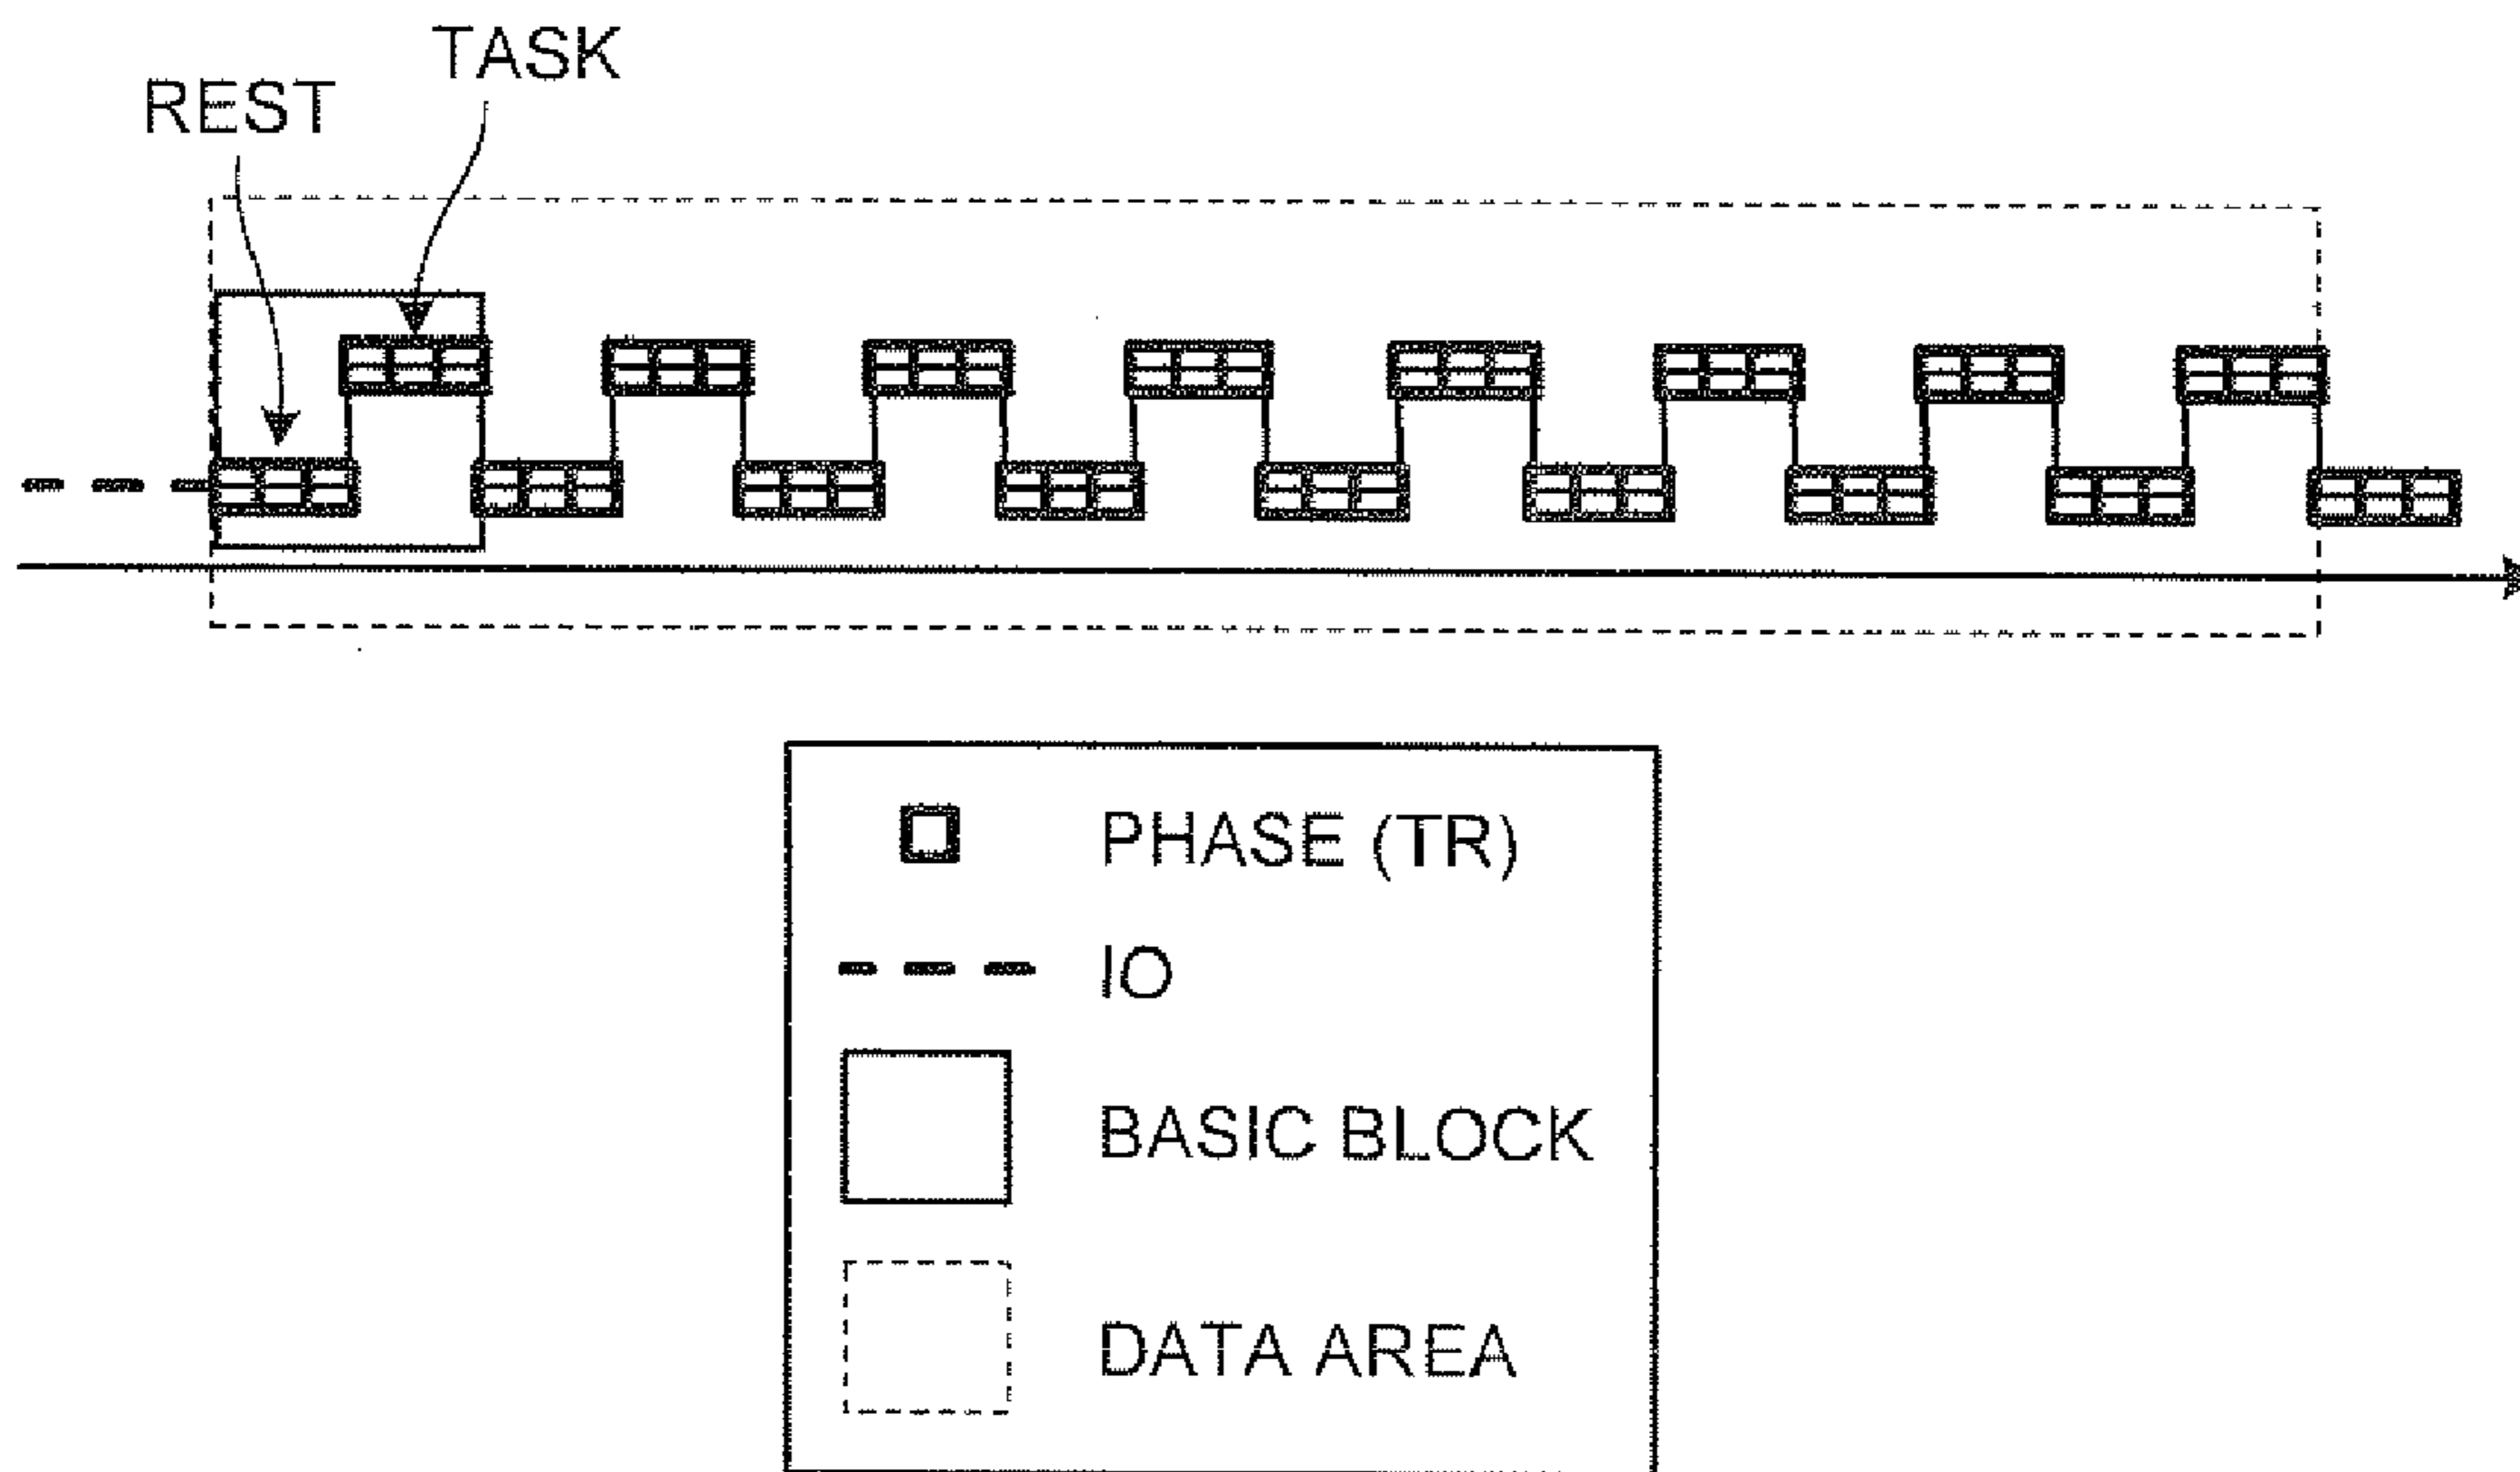 TASK
REST
PHASE (TR)
IO
BASIC BLOCK
DATA AREA